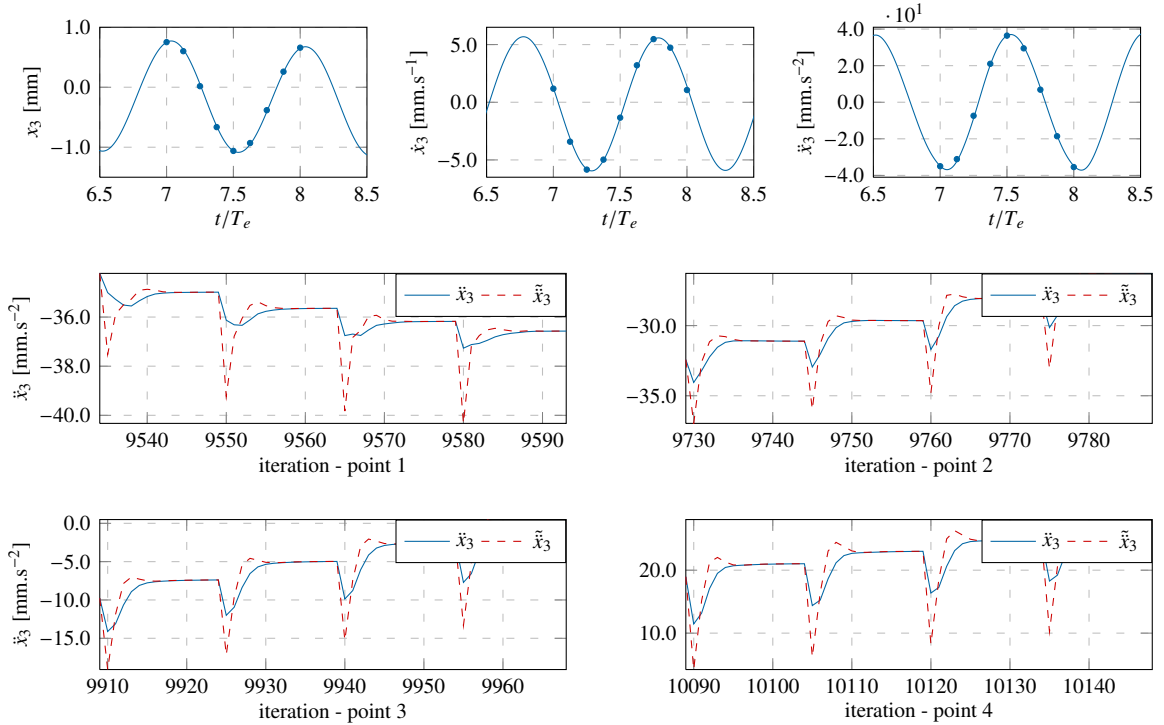 1.0
0.0
−1.0
x₃ [mm]
6.5 7 7.5 8 8.5
t/Tₑ
5.0
0.0
−5.0
ẋ₃ [mm.s⁻¹]
6.5 7 7.5 8 8.5
t/Tₑ
·10¹
4.0
2.0
0.0
−2.0
−4.0
ẍ₃ [mm.s⁻²]
6.5 7 7.5 8 8.5
t/Tₑ
−36.0
−38.0
−40.0
ẍ₃ [mm.s⁻²]
ẍ₃ x̃̈₃
9540 9550 9560 9570 9580 9590
iteration - point 1
−30.0
−35.0
ẍ₃ x̃̈₃
9730 9740 9750 9760 9770 9780
iteration - point 2
0.0
−5.0
−10.0
−15.0
ẍ₃ [mm.s⁻²]
ẍ₃ x̃̈₃
9910 9920 9930 9940 9950 9960
iteration - point 3
20.0
10.0
ẍ₃ x̃̈₃
10090 10100 10110 10120 10130 10140
iteration - point 4